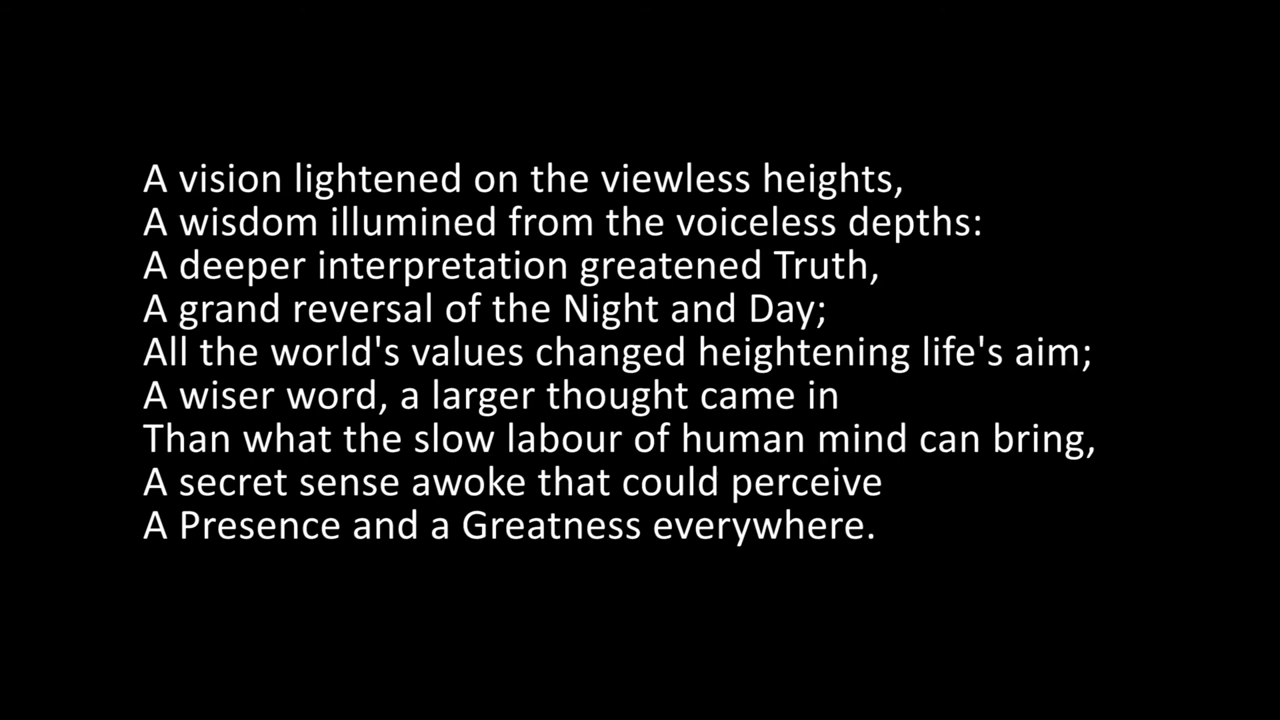 A vision lightened on the viewless heights,
A wisdom illumined from the voiceless depths:
A deeper interpretation greatened Truth,
A grand reversal of the Night and Day;
All the world's values changed heightening life's aim;
A wiser word, a larger thought came in
Than what the slow labour of human mind can bring,
A secret sense awoke that could perceive
A Presence and a Greatness everywhere.